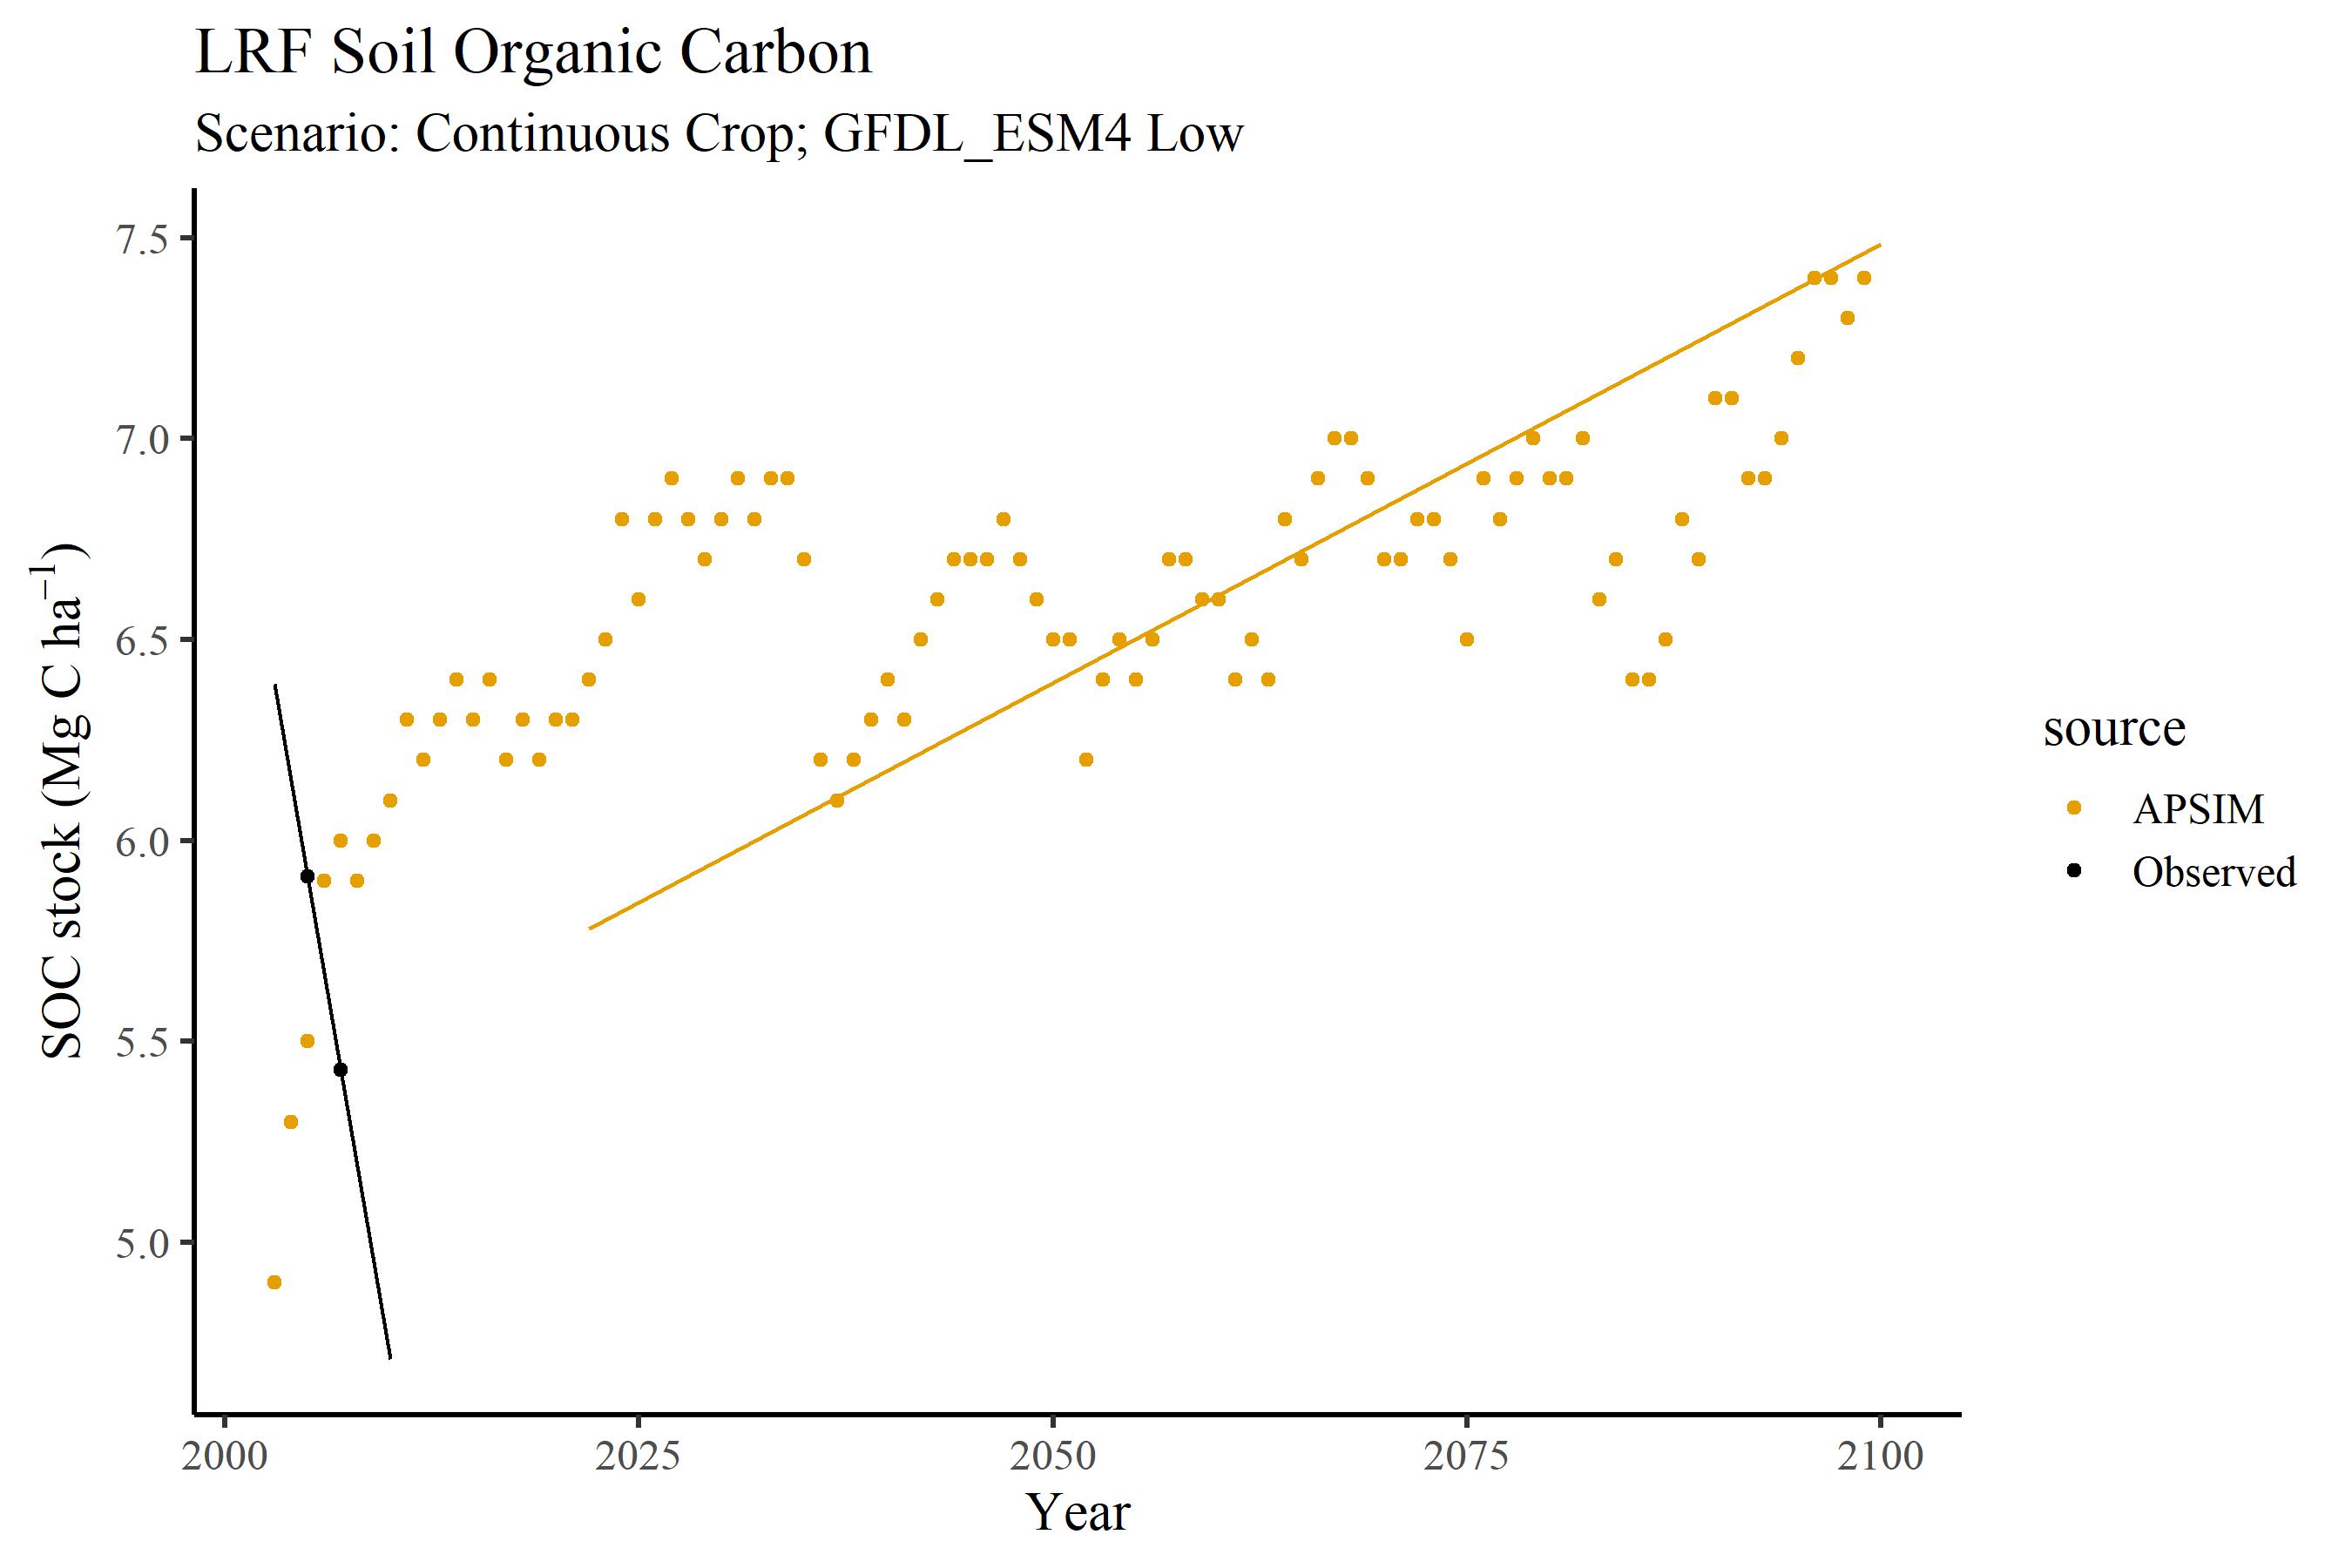 LRF Soil Organic Carbon
Scenario: Continuous Crop; GFDL_ESM4 Low
SOC stock (Mg C ha⁻¹)
7.5
7.0
6.5
6.0
5.5
5.0
2000 2025 2050 2075 2100
Year
source
APSIM
Observed